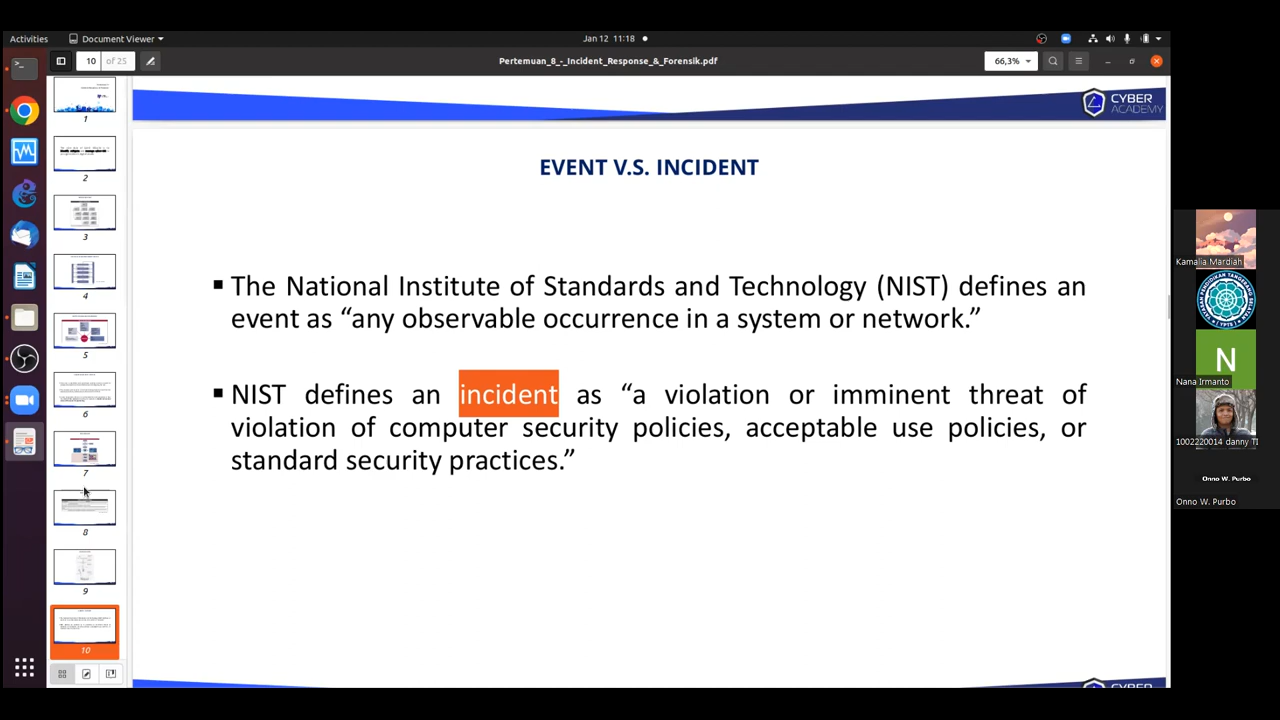 Activities
Document Viewer
Jan 12 11:18
10 of 25
Pertemuan_8_-_Incident_Response_&_Forensik.pdf
66,3%
CYBER
ACADEMY
EVENT V.S. INCIDENT
▪ The National Institute of Standards and Technology (NIST) defines an
event as “any observable occurrence in a system or network.”
▪ NIST defines an incident as “a violation or imminent threat of
violation of computer security policies, acceptable use policies, or
standard security practices.”
1
2
3
4
5
6
7
8
9
10
CYBER
Kamalia Mardiah
N
Nana Irmanto
1002220014 danny TI
Onno W. Purbo
Onno W. Purbo